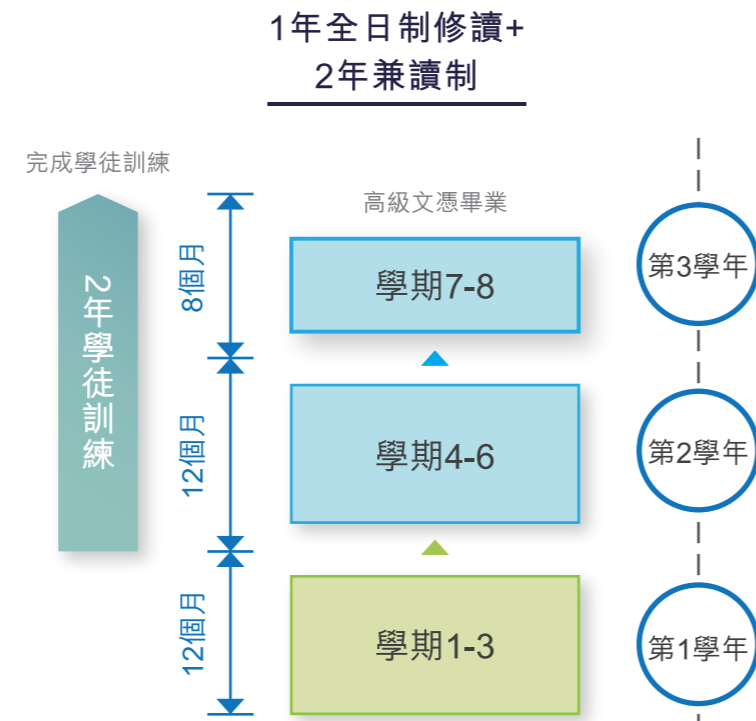 1年全日制修讀+
2年兼讀制
完成學徒訓練
2年學徒訓練
8個月
12個月
12個月
高級文憑畢業
學期7-8
學期4-6
學期1-3
第3學年
第2學年
第1學年